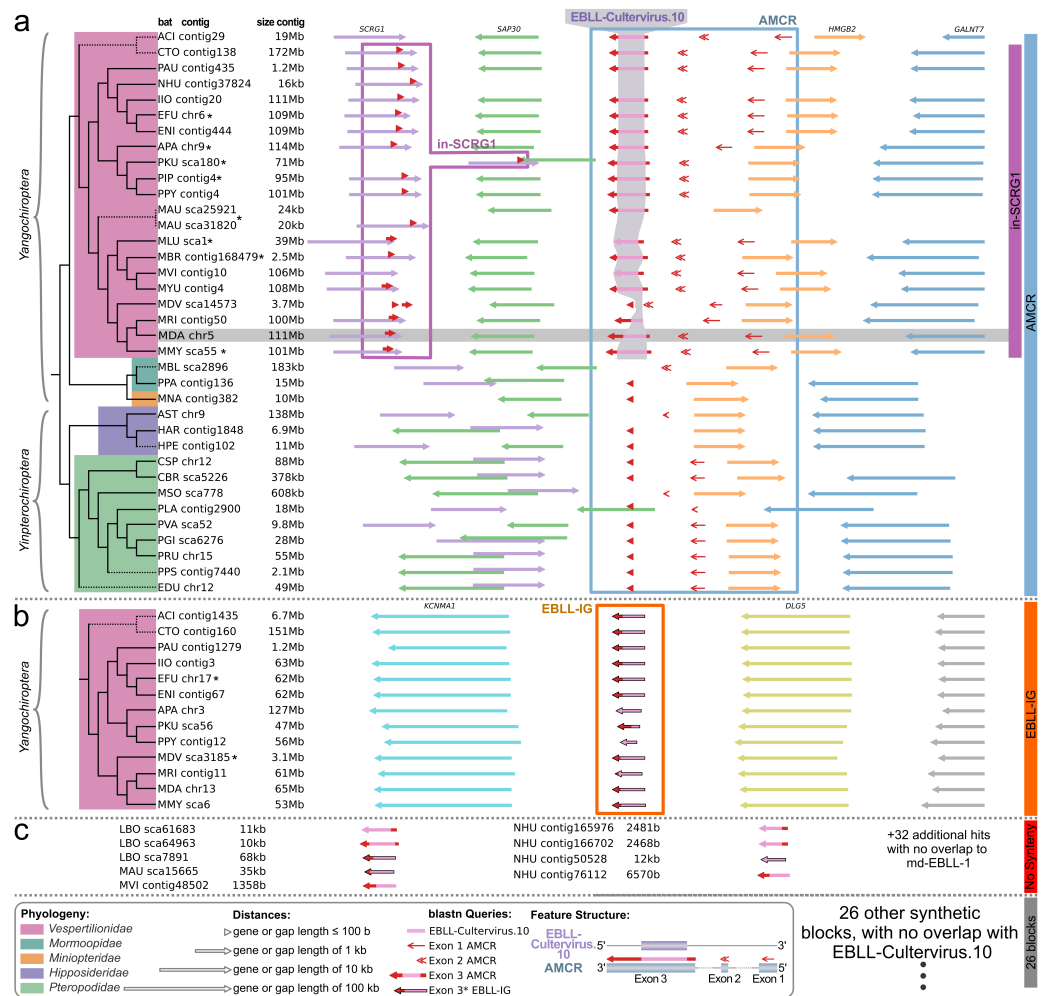 a
bat contig size contig
EBLL-Cultervirus.10
AMCR
SCRG1 SAP30 HMGB2 GALNT7
ACI contig29 19Mb
CTO contig138 172Mb
PAU contig435 1.2Mb
NHU contig37824 16kb
IIO contig20 111Mb
EFU chr6* 109Mb
ENI contig444 109Mb
in-SCRG1
APA chr9* 114Mb
PKU sca180* 71Mb
PIP contig4* 95Mb
PPY contig4 101Mb
MAU sca25921 24kb
MAU sca31820 * 20kb
MLU sca1* 39Mb
MBR contig168479* 2.5Mb
MVI contig10 106Mb
MYU contig4 108Mb
MDV sca14573 3.7Mb
MRI contig50 100Mb
MDA chr5 111Mb
MMY sca55 * 101Mb
MBL sca2896 183kb
PPA contig136 15Mb
MNA contig382 10Mb
AST chr9 138Mb
HAR contig1848 6.9Mb
HPE contig102 11Mb
CSP chr12 88Mb
CBR sca5226 378kb
MSO sca778 608kb
PLA contig2900 18Mb
PVA sca52 9.8Mb
PGI sca6276 28Mb
PRU chr15 55Mb
PPS contig7440 2.1Mb
EDU chr12 49Mb
Yangochiroptera
Yinpterochiroptera
in-SCRG1
AMCR
b
KCNMA1 EBLL-IG DLG5
ACI contig1435 6.7Mb
CTO contig160 151Mb
PAU contig1279 1.2Mb
IIO contig3 63Mb
EFU chr17* 62Mb
ENI contig67 62Mb
APA chr3 127Mb
PKU sca56 47Mb
PPY contig12 56Mb
MDV sca3185* 3.1Mb
MRI contig11 61Mb
MDA chr13 65Mb
MMY sca6 53Mb
Yangochiroptera
EBLL-IG
c
LBO sca61683 11kb
LBO sca64963 10kb
LBO sca7891 68kb
MAU sca15665 35kb
MVI contig48502 1358b
NHU contig165976 2481b
NHU contig166702 2468b
NHU contig50528 12kb
NHU contig76112 6570b
+32 additional hits
with no overlap to
md-EBLL-1
No Synteny
Phylogeny:
Vespertilionidae
Mormoopidae
Miniopteridae
Hipposideridae
Pteropodidae
Distances:
gene or gap length ≤ 100 b
gene or gap length of 1 kb
gene or gap length of 10 kb
gene or gap length of 100 kb
blastn Queries:
EBLL-Cultervirus.10
Exon 1 AMCR
Exon 2 AMCR
Exon 3 AMCR
Exon 3* EBLL-IG
Feature Structure:
EBLL-
Cultervirus.
10
5' 3'
AMCR 3' 5'
Exon 3 Exon 2 Exon 1
26 other synthetic
blocks, with no overlap with
EBLL-Cultervirus.10
26 blocks